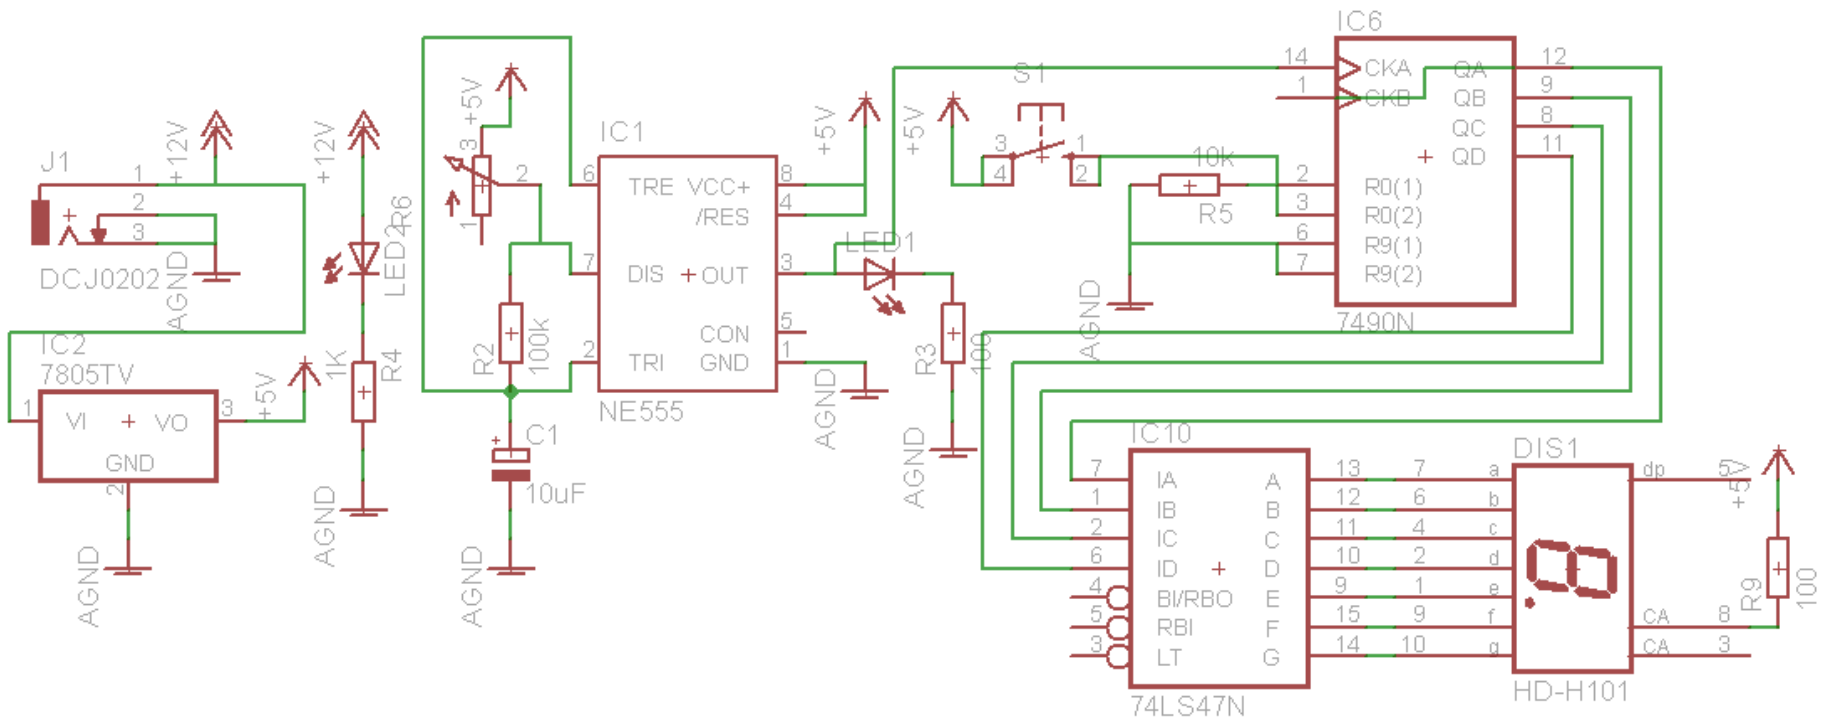 J1
1
2
3
+12V
AGND
DCJ0202
IC2
7805TV
1
VI
VO
3
GND
2
+5V
AGND
+12V
LED2
R6
1K
R4
AGND
+5V
3
2
1
R2
100k
C1
10uF
AGND
IC1
6
TRE
VCC+
8
/RES
4
7
DIS
OUT
3
CON
5
2
TRI
GND
1
NE555
+5V
AGND
LED1
R3
100
AGND
+5V
S1
3
4
1
2
10k
R5
AGND
IC6
14
CKA
QA
12
1
CKB
QB
9
QC
8
QD
11
2
R0(1)
3
R0(2)
6
R9(1)
7
R9(2)
7490N
IC10
7
IA
A
13
1
IB
B
12
2
IC
C
11
6
ID
D
10
4
BI/RBO
E
9
5
RBI
F
15
3
LT
G
14
74LS47N
DIS1
7
a
6
b
4
c
2
d
1
e
9
f
10
g
dp
5
CA
8
CA
3
HD-H101
+5V
R9
100